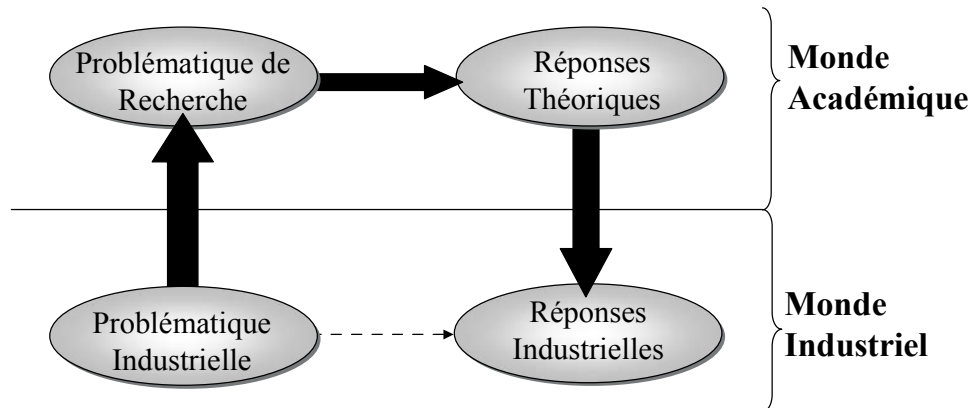 Problématique de
Recherche
Réponses
Théoriques
Monde
Académique
Problématique
Industrielle
Réponses
Industrielles
Monde
Industriel